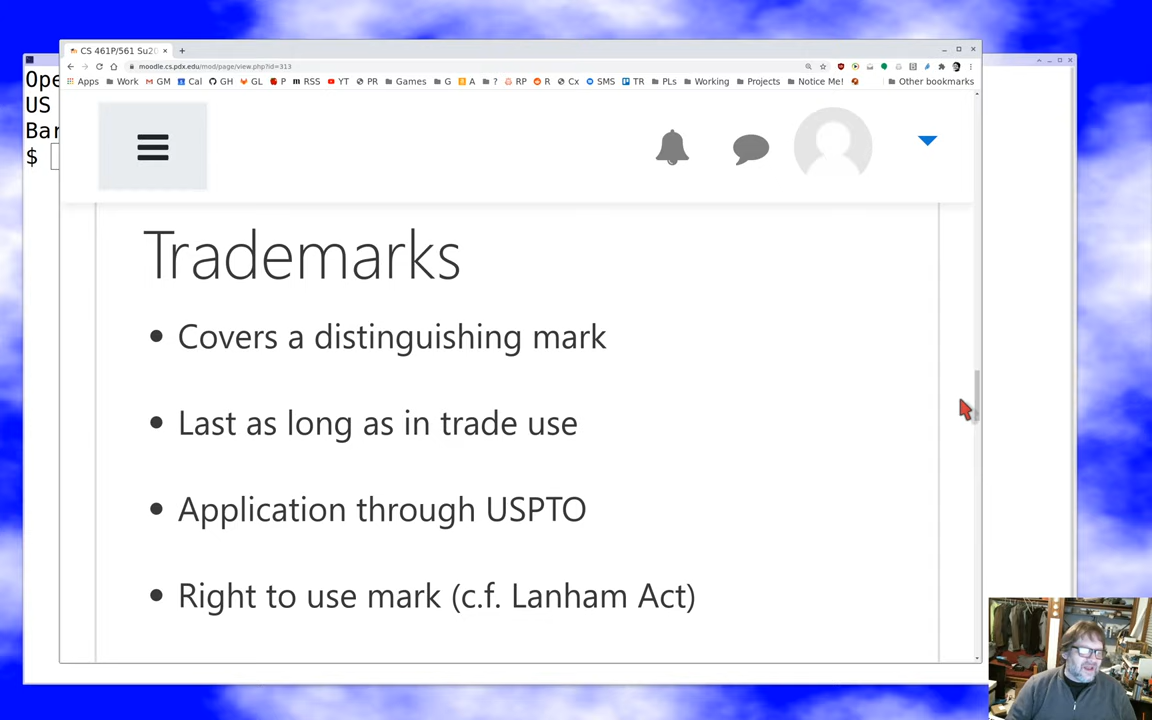 CS 461P/561 Su20
moodle.cs.pdx.edu/mod/page/view.php?id=313
Apps Work GM Cal GH GL P RSS YT PR Games G A ? RP R Cx SMS TR PLs Working Projects Notice Me! Other bookmarks
Ope
US
Bar
$
Trademarks
• Covers a distinguishing mark
• Last as long as in trade use
• Application through USPTO
• Right to use mark (c.f. Lanham Act)